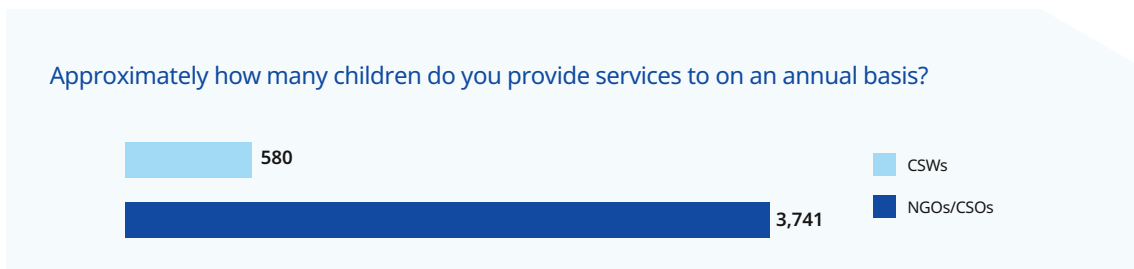 Approximately how many children do you provide services to on an annual basis?
580
CSWs
NGOs/CSOs
3,741